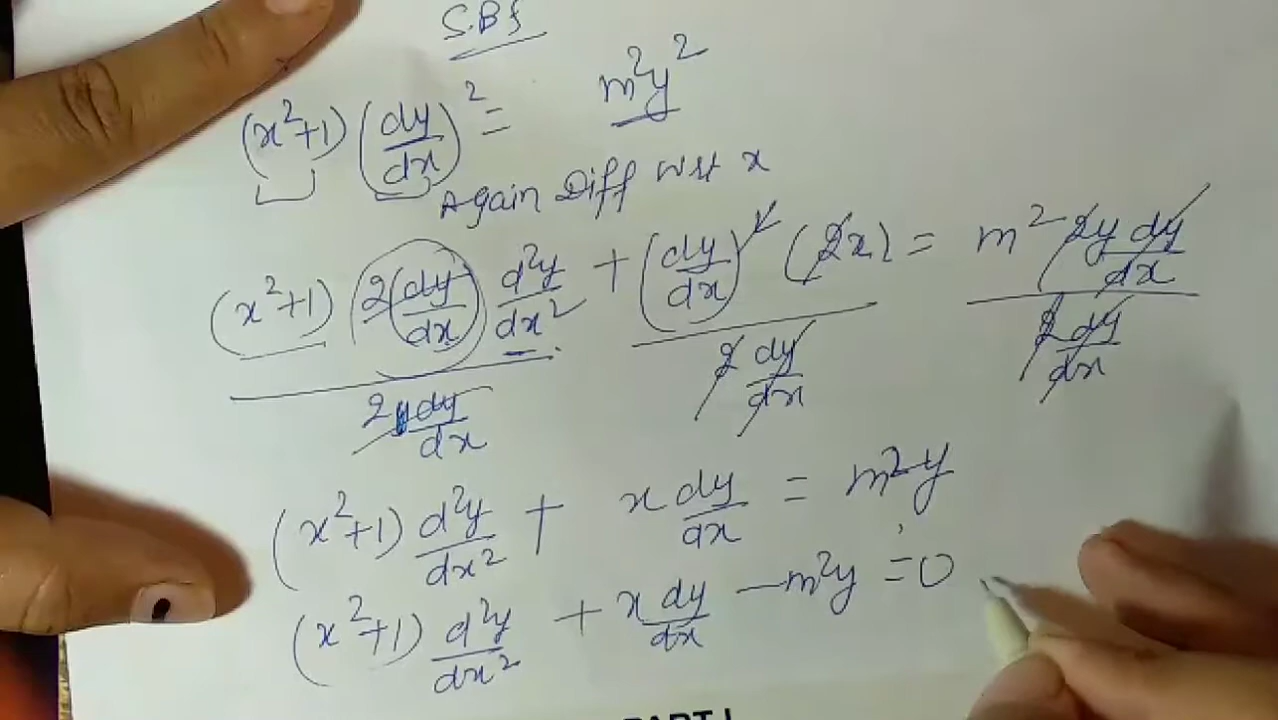 S.B.S
(x²+1) (dy/dx)² = m²y²
Again Diff wrt x
(x²+1) 2(dy/dx) d²y/dx² / 2 dy/dx + (dy/dx)² (2x) / 2 dy/dx = m² 2y dy/dx / 2 dy/dx
(x²+1) d²y/dx² + x dy/dx = m²y
(x²+1) d²y/dx² + x dy/dx - m²y = 0